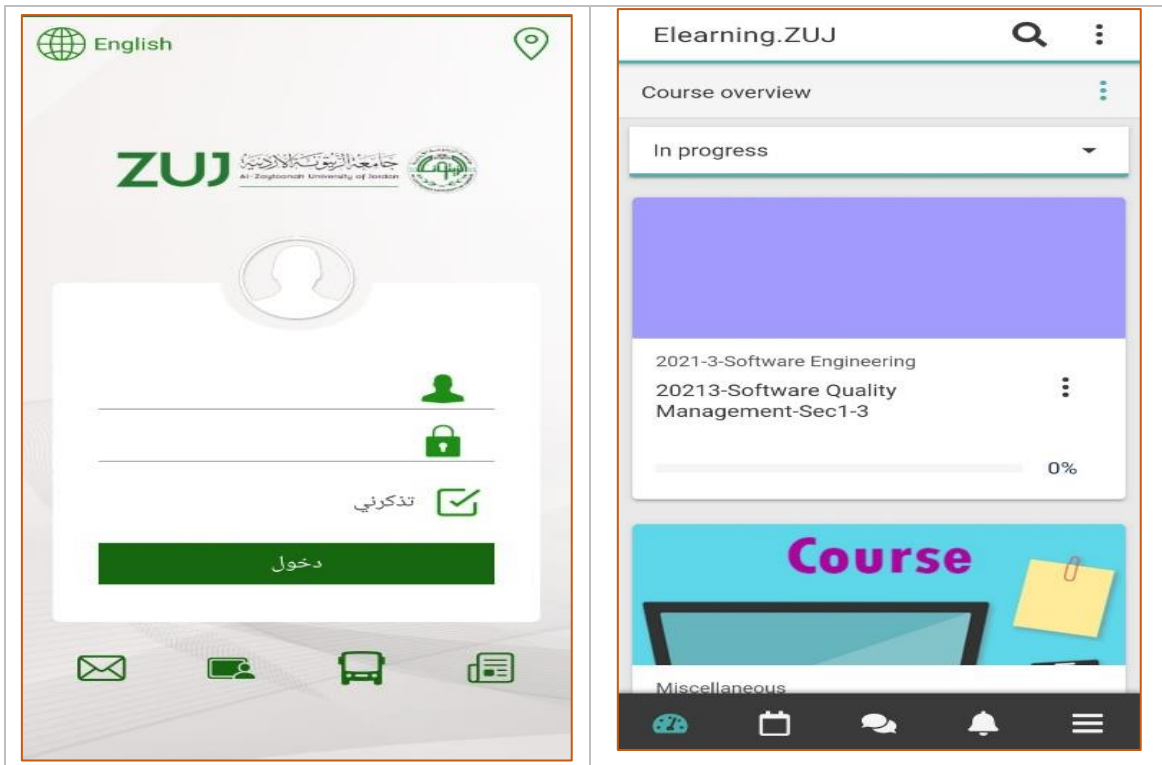 English
ZUJ
جامعة الزيتونة الأردنية
Al-Zaytoonah University of Jordan
تذكرني
دخول
Elearning.ZUJ
Course overview
In progress
2021-3-Software Engineering
20213-Software Quality
Management-Sec1-3
0%
Course
Miscellaneous